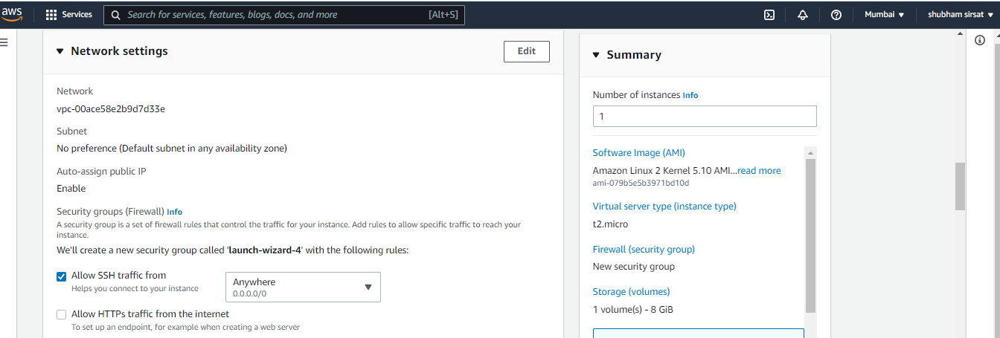 aws
Services
Search for services, features, blogs, docs, and more
[Alt+S]
Mumbai
shubham sirsat
Network settings
Edit
Network
vpc-00ace58e2b9d7d33e
Subnet
No preference (Default subnet in any availability zone)
Auto-assign public IP
Enable
Security groups (Firewall) Info
A security group is a set of firewall rules that control the traffic for your instance. Add rules to allow specific traffic to reach your
instance.
We'll create a new security group called 'launch-wizard-4' with the following rules:
Allow SSH traffic from
Helps you connect to your instance
Anywhere
0.0.0.0/0
Allow HTTPs traffic from the internet
To set up an endpoint, for example when creating a web server
Summary
Number of instances Info
1
Software Image (AMI)
Amazon Linux 2 Kernel 5.10 AMI...read more
ami-079b5e5b3971bd10d
Virtual server type (instance type)
t2.micro
Firewall (security group)
New security group
Storage (volumes)
1 volume(s) - 8 GiB